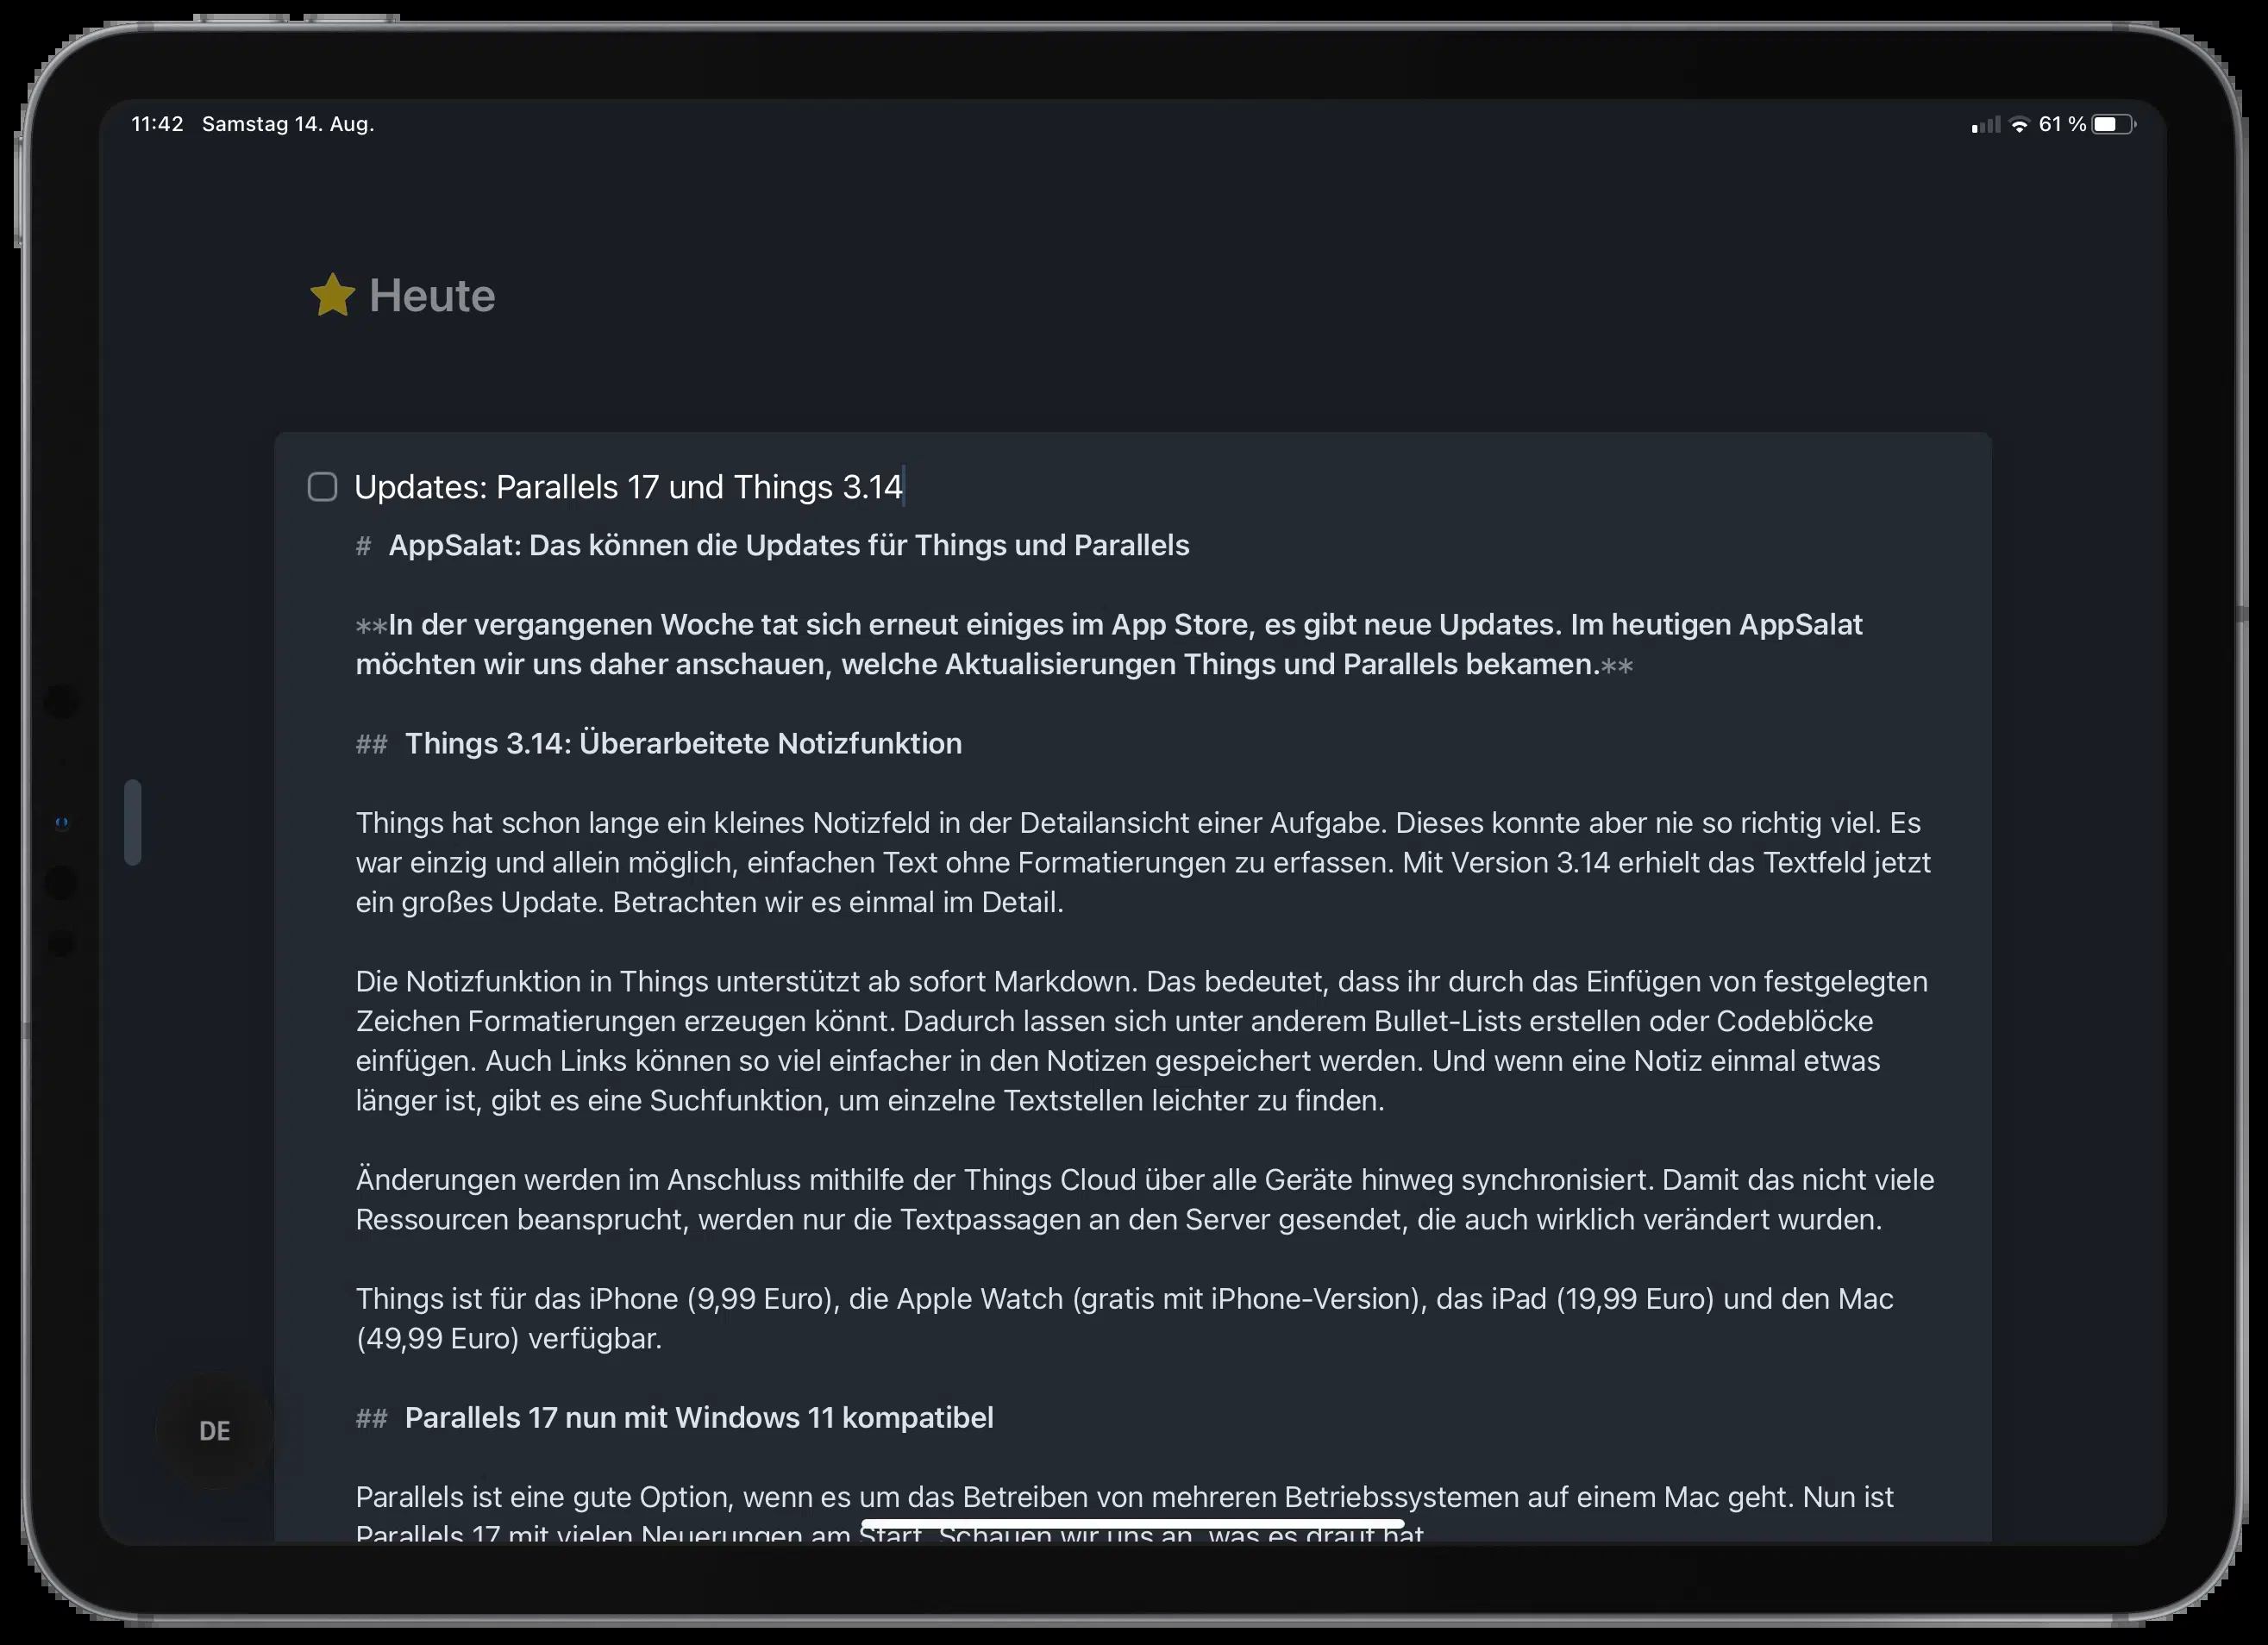 11:42 Samstag 14. Aug.
61 %
Heute
Updates: Parallels 17 und Things 3.14
# AppSalat: Das können die Updates für Things und Parallels
**In der vergangenen Woche tat sich erneut einiges im App Store, es gibt neue Updates. Im heutigen AppSalat
möchten wir uns daher anschauen, welche Aktualisierungen Things und Parallels bekamen.**
## Things 3.14: Überarbeitete Notizfunktion
Things hat schon lange ein kleines Notizfeld in der Detailansicht einer Aufgabe. Dieses konnte aber nie so richtig viel. Es
war einzig und allein möglich, einfachen Text ohne Formatierungen zu erfassen. Mit Version 3.14 erhielt das Textfeld jetzt
ein großes Update. Betrachten wir es einmal im Detail.
Die Notizfunktion in Things unterstützt ab sofort Markdown. Das bedeutet, dass ihr durch das Einfügen von festgelegten
Zeichen Formatierungen erzeugen könnt. Dadurch lassen sich unter anderem Bullet-Lists erstellen oder Codeblöcke
einfügen. Auch Links können so viel einfacher in den Notizen gespeichert werden. Und wenn eine Notiz einmal etwas
länger ist, gibt es eine Suchfunktion, um einzelne Textstellen leichter zu finden.
Änderungen werden im Anschluss mithilfe der Things Cloud über alle Geräte hinweg synchronisiert. Damit das nicht viele
Ressourcen beansprucht, werden nur die Textpassagen an den Server gesendet, die auch wirklich verändert wurden.
Things ist für das iPhone (9,99 Euro), die Apple Watch (gratis mit iPhone-Version), das iPad (19,99 Euro) und den Mac
(49,99 Euro) verfügbar.
## Parallels 17 nun mit Windows 11 kompatibel
DE
Parallels ist eine gute Option, wenn es um das Betreiben von mehreren Betriebssystemen auf einem Mac geht. Nun ist
Parallels 17 mit vielen Neuerungen am Start. Schauen wir uns an, was es drauf hat.